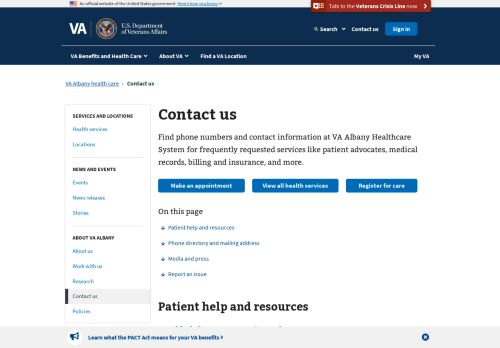 An official website of the United States government Here's how you know
Talk to the Veterans Crisis Line now
VA
U.S. Department
of Veterans Affairs
Search
Contact us
Sign in
VA Benefits and Health Care
About VA
Find a VA Location
My VA
VA Albany health care › Contact us
SERVICES AND LOCATIONS
Health services
Locations
NEWS AND EVENTS
Events
News releases
Stories
ABOUT VA ALBANY
About us
Work with us
Research
Contact us
Policies
Contact us
Find phone numbers and contact information at VA Albany Healthcare
System for frequently requested services like patient advocates, medical
records, billing and insurance, and more.
Make an appointment
View all health services
Register for care
On this page
Patient help and resources
Phone directory and mailing address
Media and press
Report an issue
Patient help and resources
Learn what the PACT Act means for your VA benefits